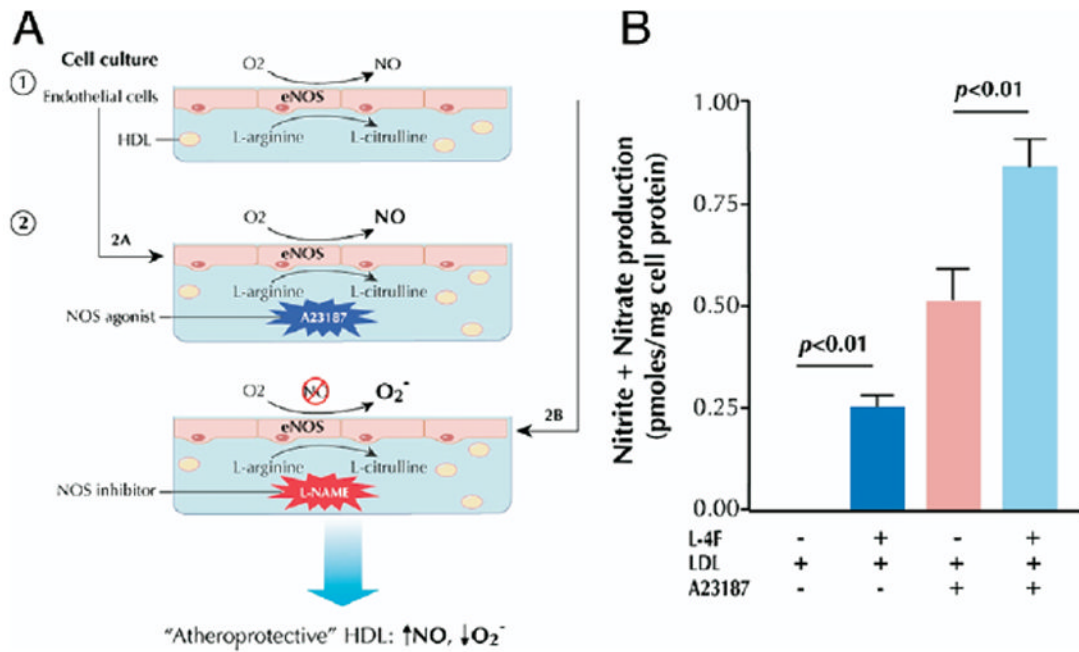 A
Cell culture
①
O2
NO
Endothelial cells
eNOS
HDL
L-arginine
L-citrulline
②
2A
O2
NO
eNOS
L-arginine
L-citrulline
NOS agonist
A23187
O2
NO
O₂⁻
2B
eNOS
L-arginine
L-citrulline
NOS inhibitor
L-NAME
"Atheroprotective" HDL: ↑NO, ↓O₂⁻
B
Nitrite + Nitrate production
(pmoles/mg cell protein)
1.00
0.75
0.50
0.25
0.00
p<0.01
p<0.01
L-4F - + - +
LDL + + + +
A23187 - - + +